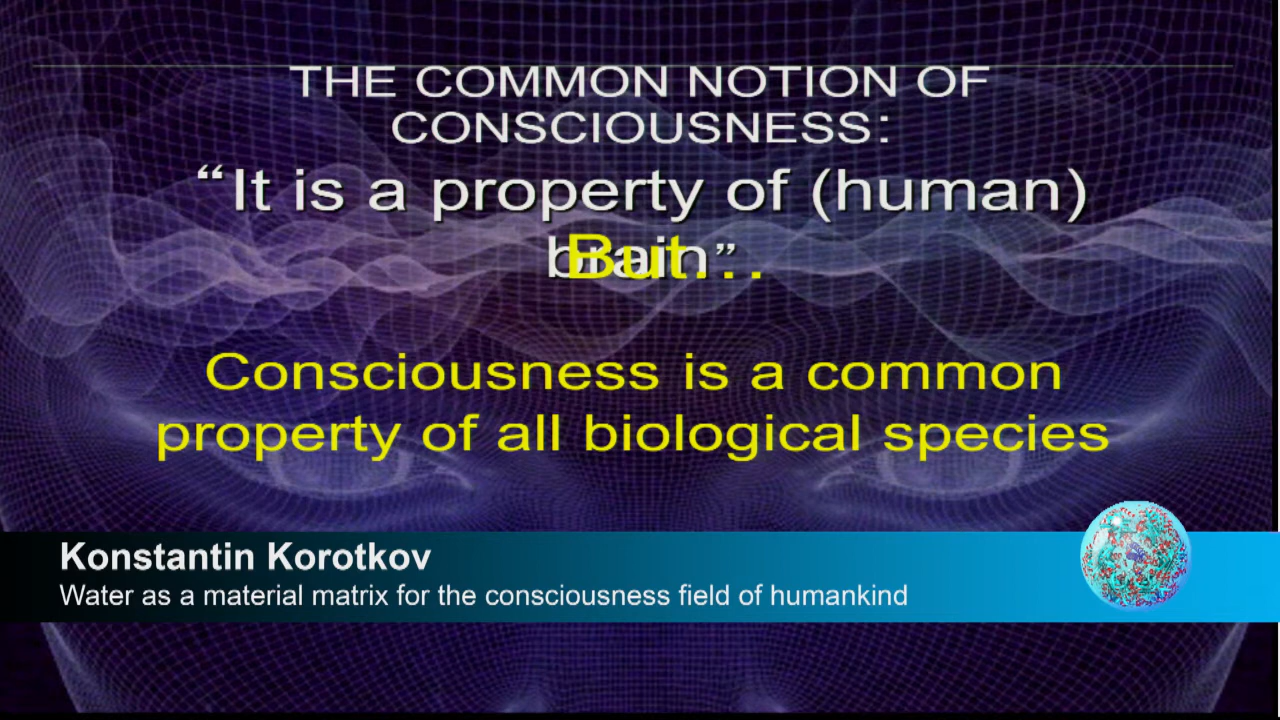 THE COMMON NOTION OF
CONSCIOUSNESS:
“It is a property of (human)
brain”
But...
Consciousness is a common
property of all biological species
Konstantin Korotkov
Water as a material matrix for the consciousness field of humankind